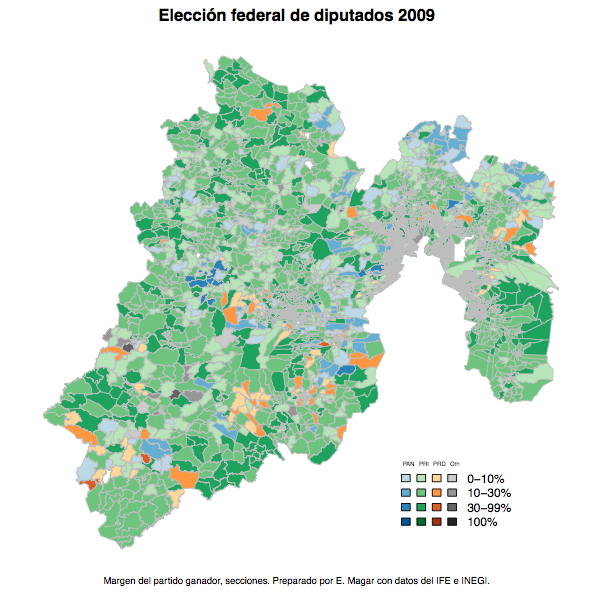 Elección federal de diputados 2009
PAN PRI PRD Oth
0–10%
10–30%
30–99%
100%
Margen del partido ganador, secciones. Preparado por E. Magar con datos del IFE e INEGI.